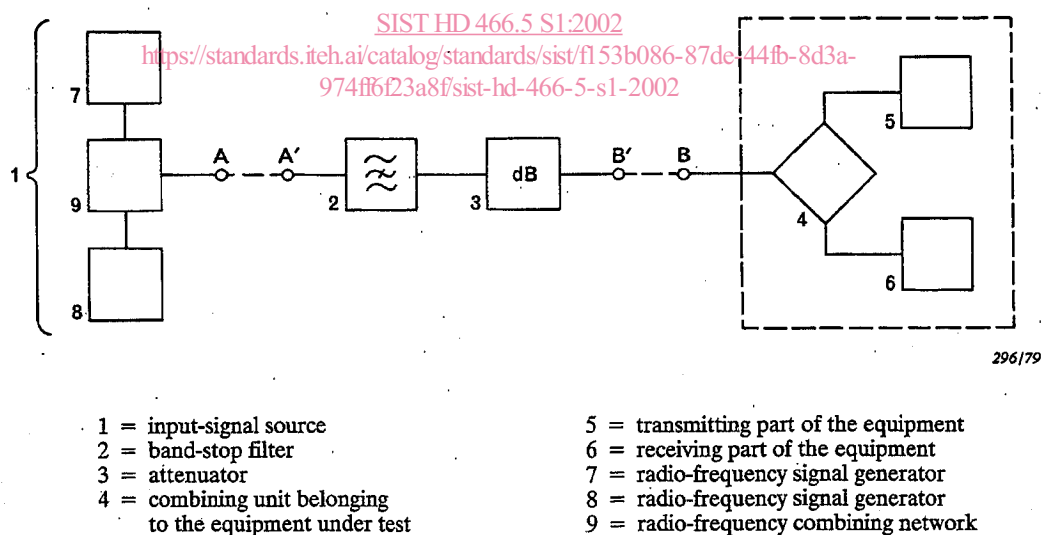 SIST HD 466.5 S1:2002
https://standards.iteh.ai/catalog/standards/sist/f153b086-87de-44fb-8d3a-
974ff6f23a8f/sist-hd-466-5-s1-2002
7
5
A A′ B′ B
1
dB
9 2 3 4
6
8
296/79
1 = input-signal source
2 = band-stop filter
3 = attenuator
4 = combining unit belonging
to the equipment under test
5 = transmitting part of the equipment
6 = receiving part of the equipment
7 = radio-frequency signal generator
8 = radio-frequency signal generator
9 = radio-frequency combining network